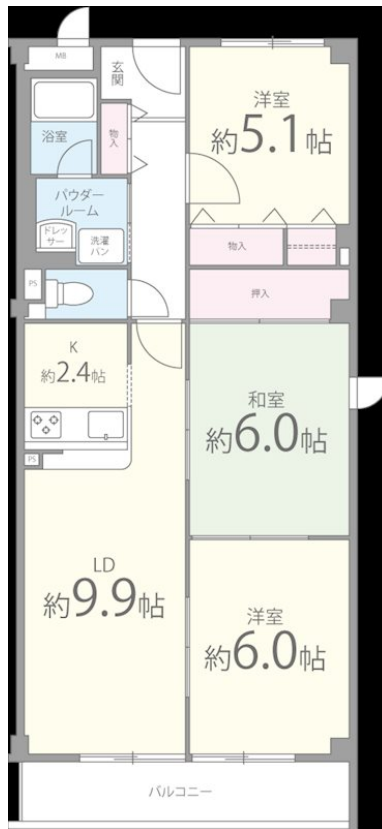 MB
玄関
洋室
約5.1帖
浴室
物入
パウダー
ルーム
ドレッ
サー
洗濯
パン
物入
PS
押入
K
約2.4帖
和室
約6.0帖
PS
LD
約9.9帖
洋室
約6.0帖
バルコニー